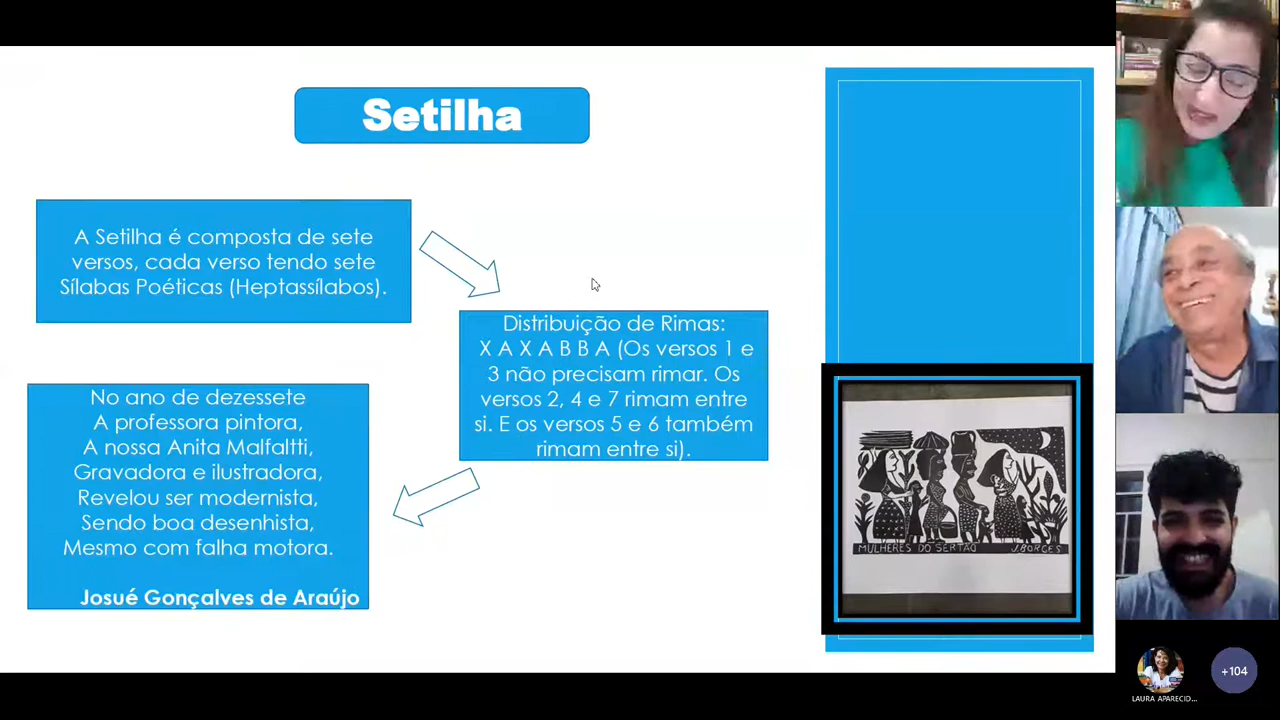 Setilha
A Setilha é composta de sete
versos, cada verso tendo sete
Sílabas Poéticas (Heptassílabos).
Distribuição de Rimas:
X A X A B B A (Os versos 1 e
3 não precisam rimar. Os
versos 2, 4 e 7 rimam entre
si. E os versos 5 e 6 também
rimam entre si).
No ano de dezessete
A professora pintora,
A nossa Anita Malfaltti,
Gravadora e ilustradora,
Revelou ser modernista,
Sendo boa desenhista,
Mesmo com falha motora.
Josué Gonçalves de Araújo
MULHERES DO SERTÃO J.BORGES
LAURA APARECID...
+104